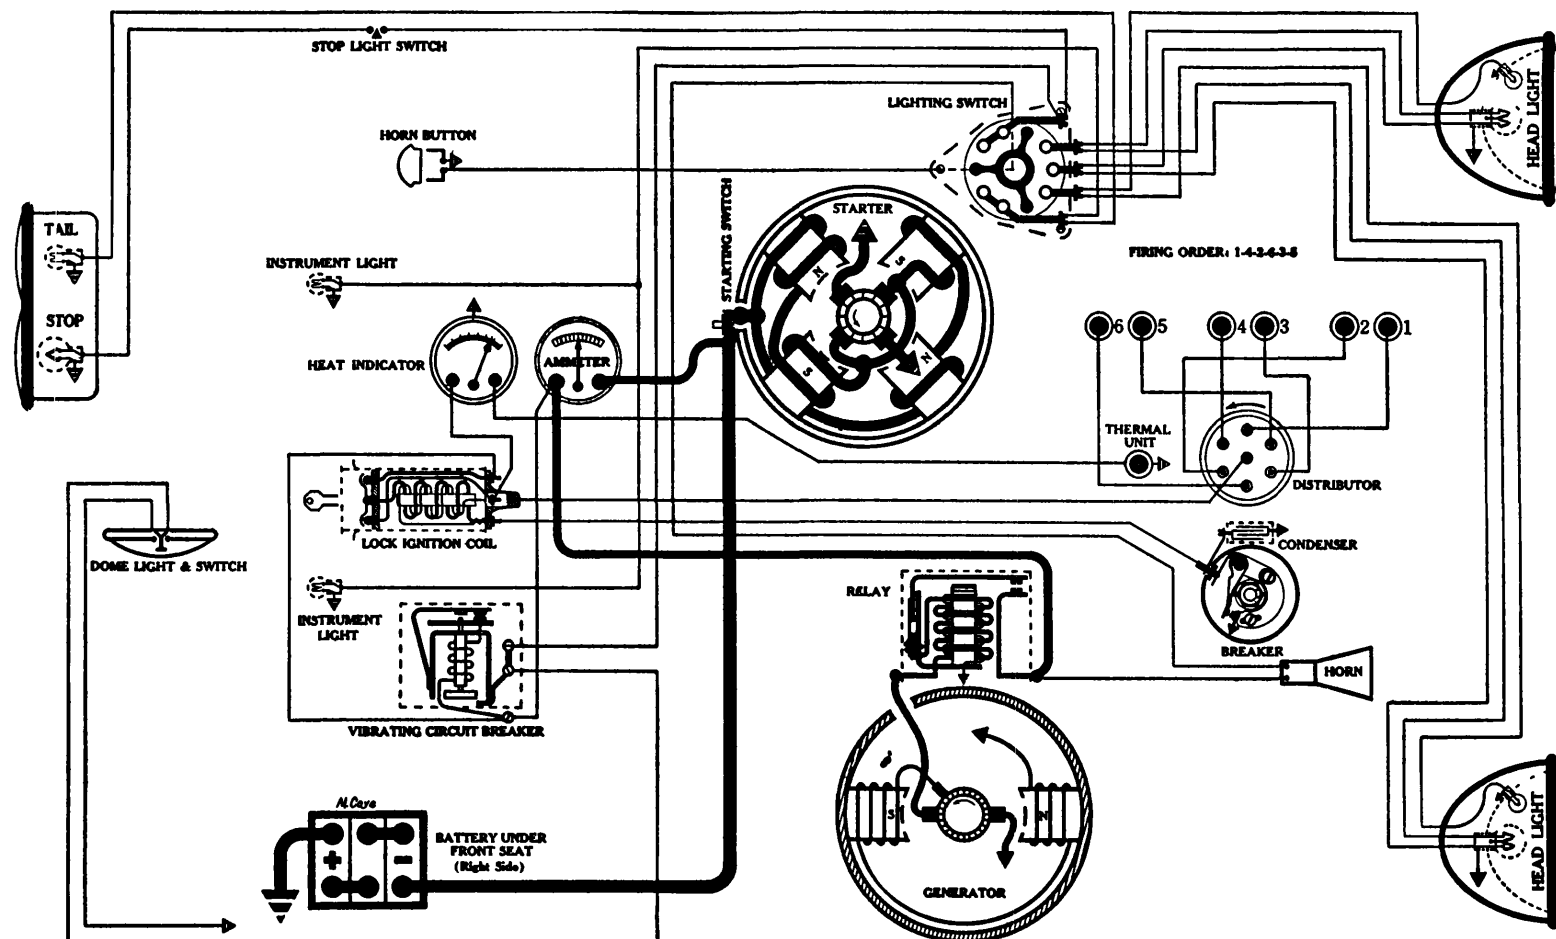 STOP LIGHT SWITCH
LIGHTING SWITCH
HEAD LIGHT
HORN BUTTON
STARTING SWITCH
STARTER
TAIL
N
S
FIRING ORDER: 1-4-2-6-3-5
INSTRUMENT LIGHT
STOP
6 5 4 3 2 1
HEAT INDICATOR
AMMETER
S
N
THERMAL
UNIT
DISTRIBUTOR
LOCK IGNITION COIL
CONDENSER
DOME LIGHT & SWITCH
RELAY
INSTRUMENT
LIGHT
BREAKER
HORN
VIBRATING CIRCUIT BREAKER
Al. Cave
BATTERY UNDER
FRONT SEAT
(Right Side)
+ −
S
N
GENERATOR
HEAD LIGHT